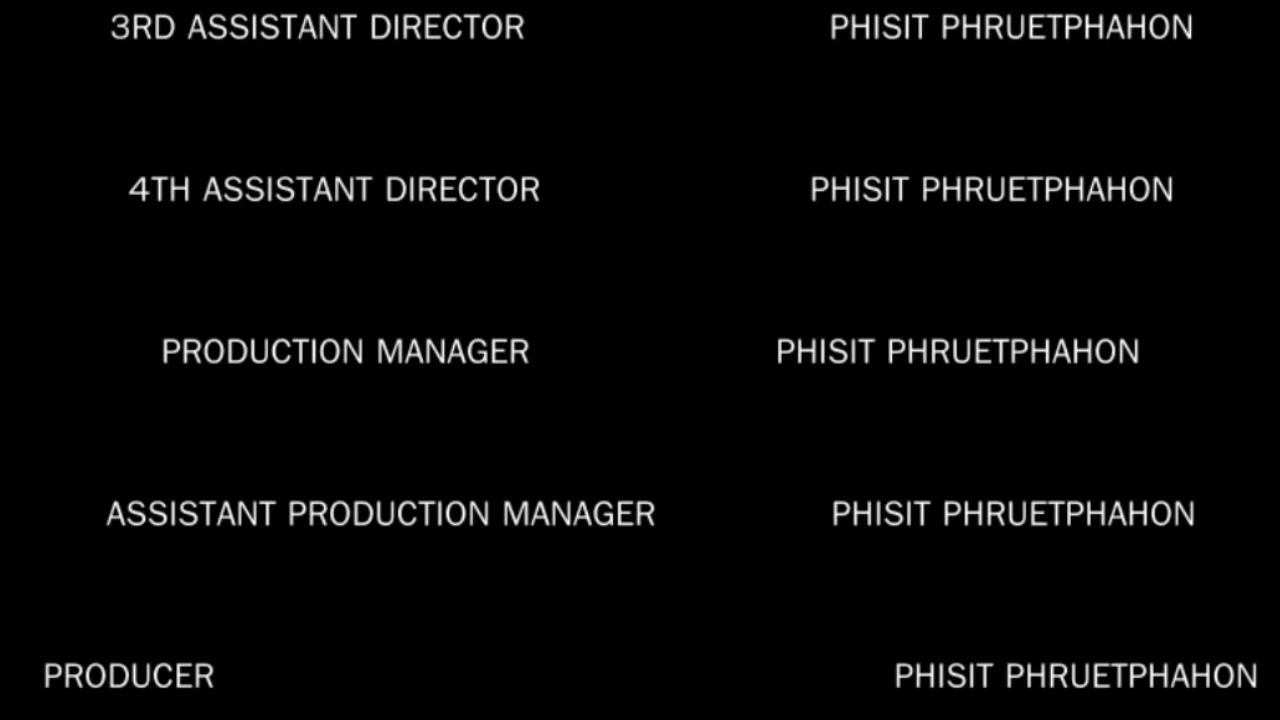 3RD ASSISTANT DIRECTOR PHISIT PHRUETPHAHON
4TH ASSISTANT DIRECTOR PHISIT PHRUETPHAHON
PRODUCTION MANAGER PHISIT PHRUETPHAHON
ASSISTANT PRODUCTION MANAGER PHISIT PHRUETPHAHON
PRODUCER PHISIT PHRUETPHAHON